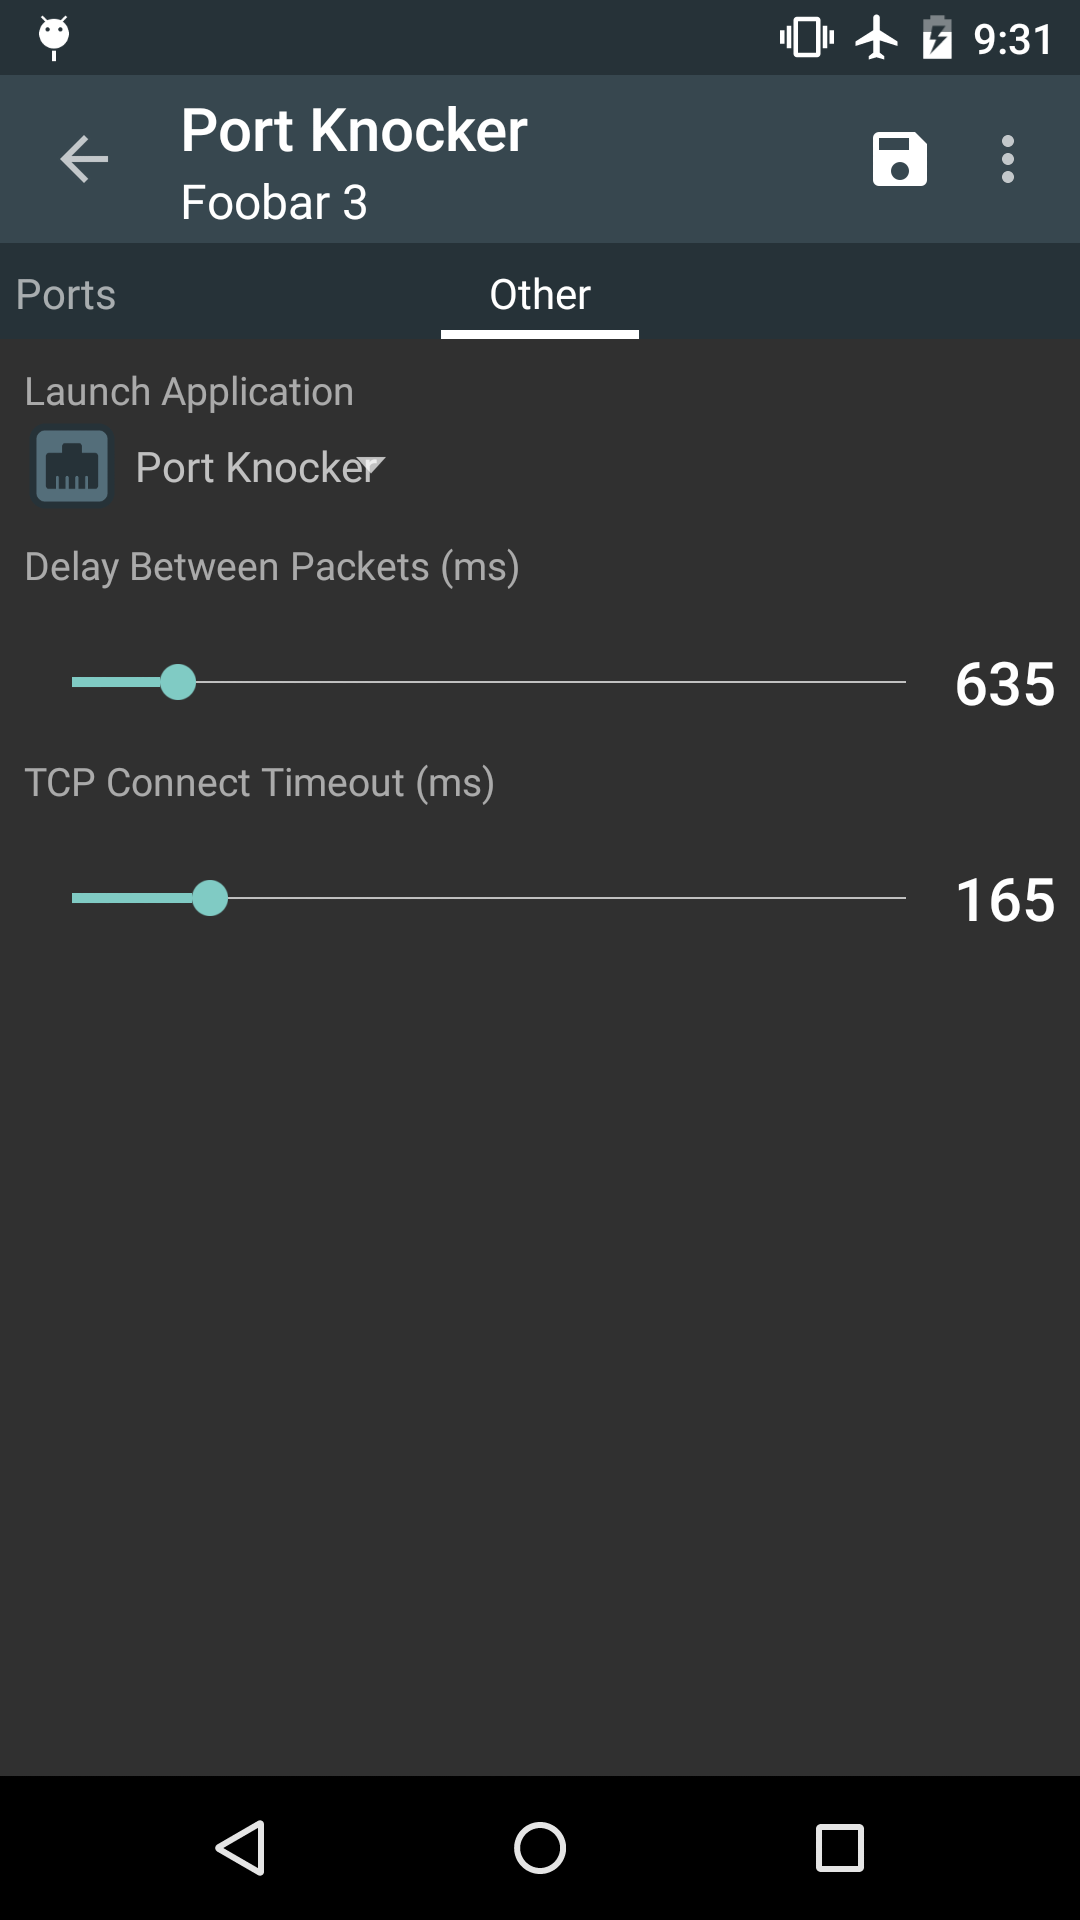 9:31
Port Knocker
Foobar 3
Ports
Other
Launch Application
Port Knocker
Delay Between Packets (ms)
635
TCP Connect Timeout (ms)
165